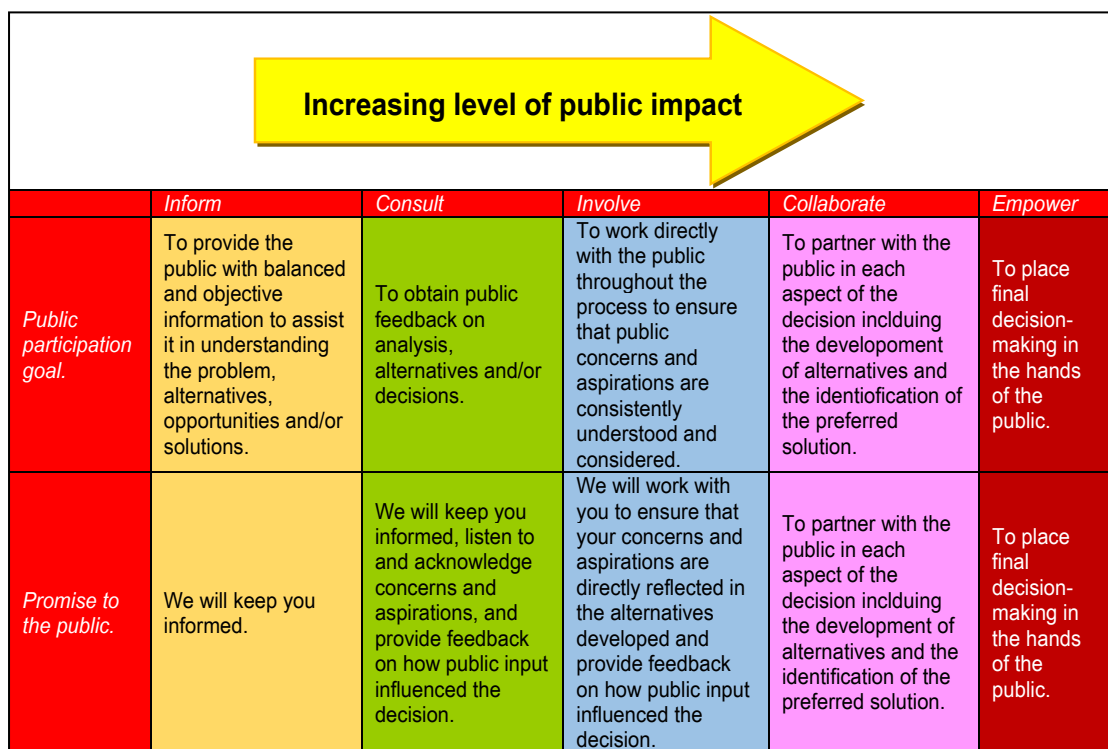 Increasing level of public impact
Inform
Consult
Involve
Collaborate
Empower
Public
participation
goal.
To provide the
public with balanced
and objective
information to assist
it in understanding
the problem,
alternatives,
opportunities and/or
solutions.
To obtain public
feedback on
analysis,
alternatives and/or
decisions.
To work directly
with the public
throughout the
process to ensure
that public
concerns and
aspirations are
consistently
understood and
considered.
To partner with the
public in each
aspect of the
decision inclduing
the developoment
of alternatives and
the identiofication of
the preferred
solution.
To place
final
decision-
making in
the hands
of the
public.
Promise to
the public.
We will keep you
informed.
We will keep you
informed, listen to
and acknowledge
concerns and
aspirations, and
provide feedback
on how public input
influenced the
decision.
We will work with
you to ensure that
your concerns and
aspirations are
directly reflected in
the alternatives
developed and
provide feedback
on how public input
influenced the
decision.
To partner with the
public in each
aspect of the
decision inclduing
the development of
alternatives and the
identification of the
preferred solution.
To place
final
decision-
making in
the hands
of the
public.